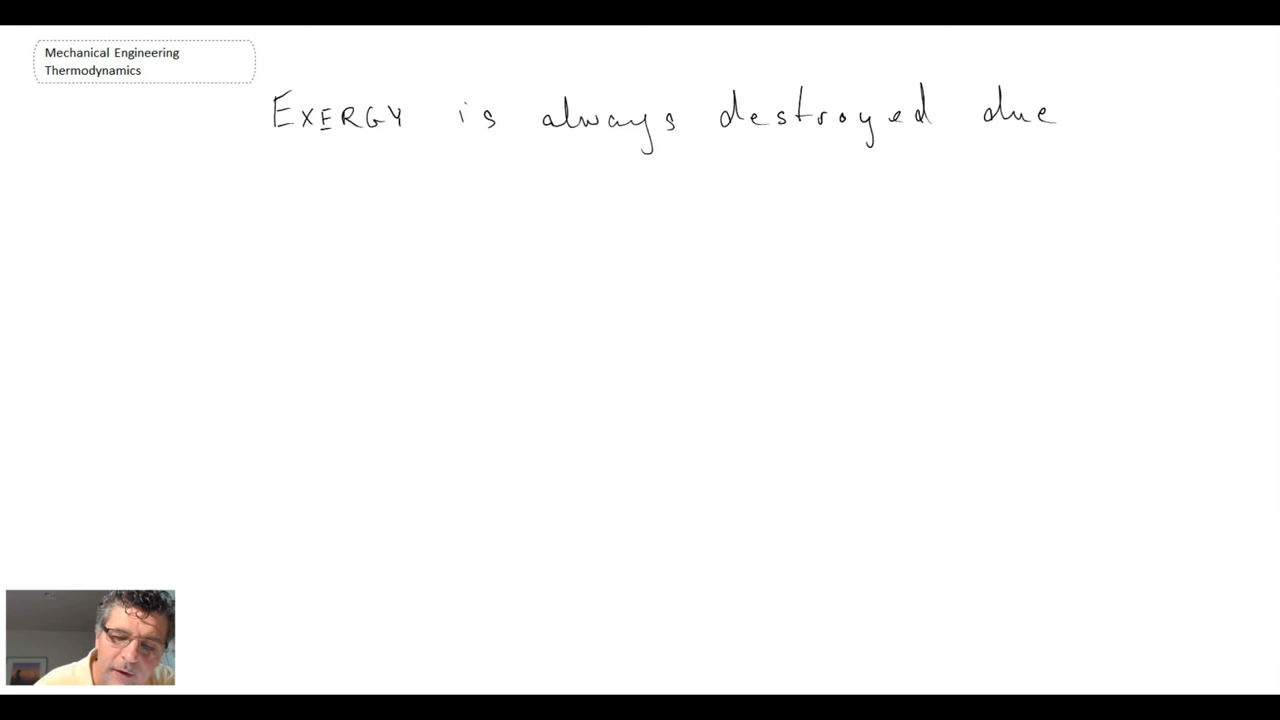 Mechanical Engineering
Thermodynamics
EXERGY is always destroyed due